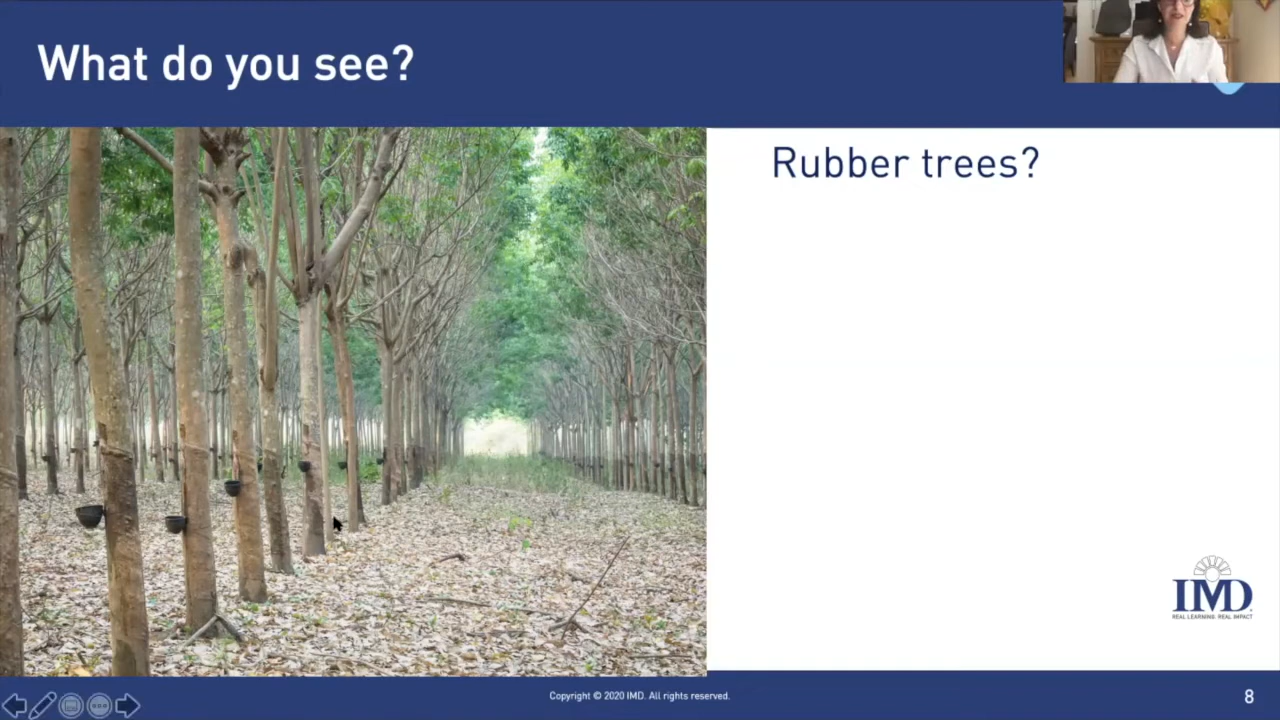 What do you see?
Rubber trees?
IMD
REAL LEARNING. REAL IMPACT
Copyright © 2020 IMD. All rights reserved.
8